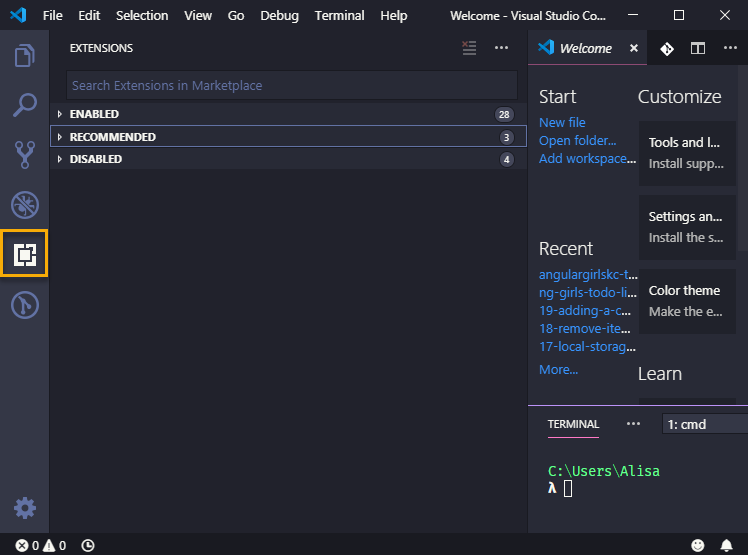 File Edit Selection View Go Debug Terminal Help Welcome - Visual Studio Co...
EXTENSIONS
Search Extensions in Marketplace
ENABLED 28
RECOMMENDED 3
DISABLED 4
Welcome
Start
New file
Open folder...
Add workspace...
Recent
angulargirlskc-t...
ng-girls-todo-li...
19-adding-a-c...
18-remove-ite...
17-local-storag...
More...
Customize
Tools and l...
Install supp...
Settings an...
Install the s...
Color theme
Make the e...
Learn
TERMINAL ... 1: cmd
C:\Users\Alisa
λ
0 0